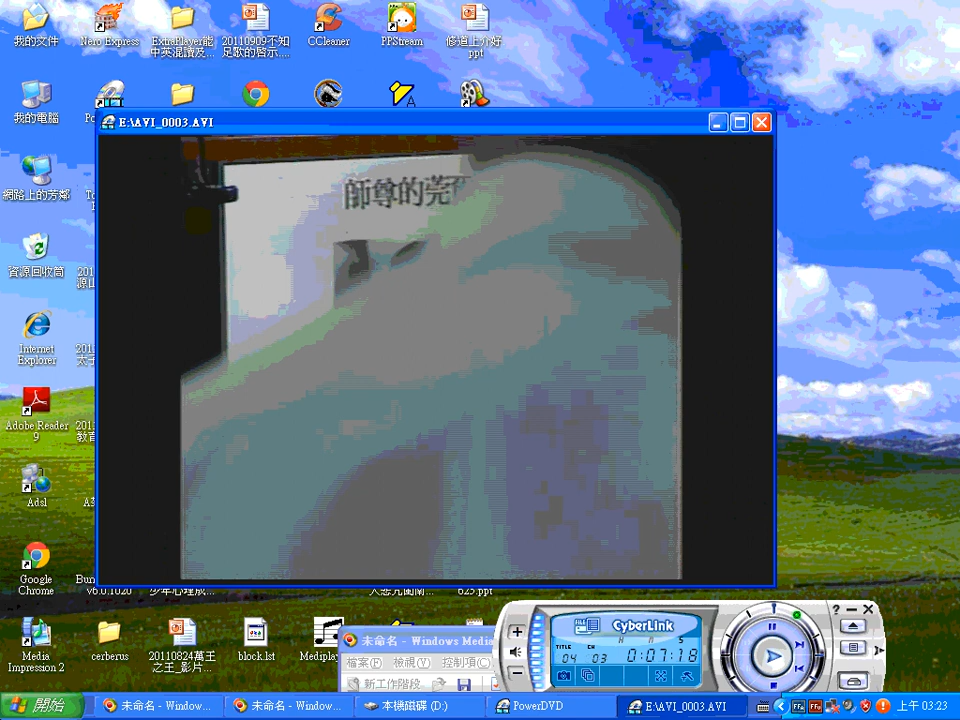 我的文件
Nero Express
ExtraPlayer能
中英混讀及...
20110909不知
足歌的啓示....
CCleaner
PPStream
修道上介好
ppt
我的電腦
E:\AVI_0003.AVI
師尊的莞
網路上的芳鄰
資源回收筒
Internet
Explorer
Adobe Reader
9
Adsl
Google
Chrome
v6.0.1020
623.ppt
Media
Impression 2
cerberus
20110824萬王
之王_影片...
block.lst
未命名 - Windows Media
檔案(F)
檢視(V)
控制項(C)
新工作階段
CyberLink
TITLE
04
CH
03
H
M
S
0:07:18
開始
未命名 - Window...
未命名 - Window...
本機磁碟 (D:)
PowerDVD
E:\AVI_0003.AVI
上午 03:23